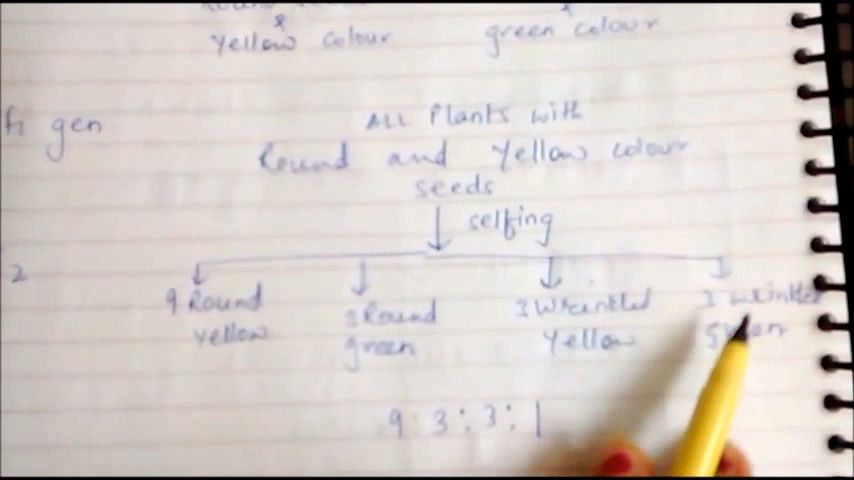 &
yellow colour green colour
F1 gen
ALL Plants with
Round and Yellow colour
seeds
selfing
2
9 Round 3 Round 3 Wrinkled 1 wrinkled
yellow green Yellow green
9 3:3:1